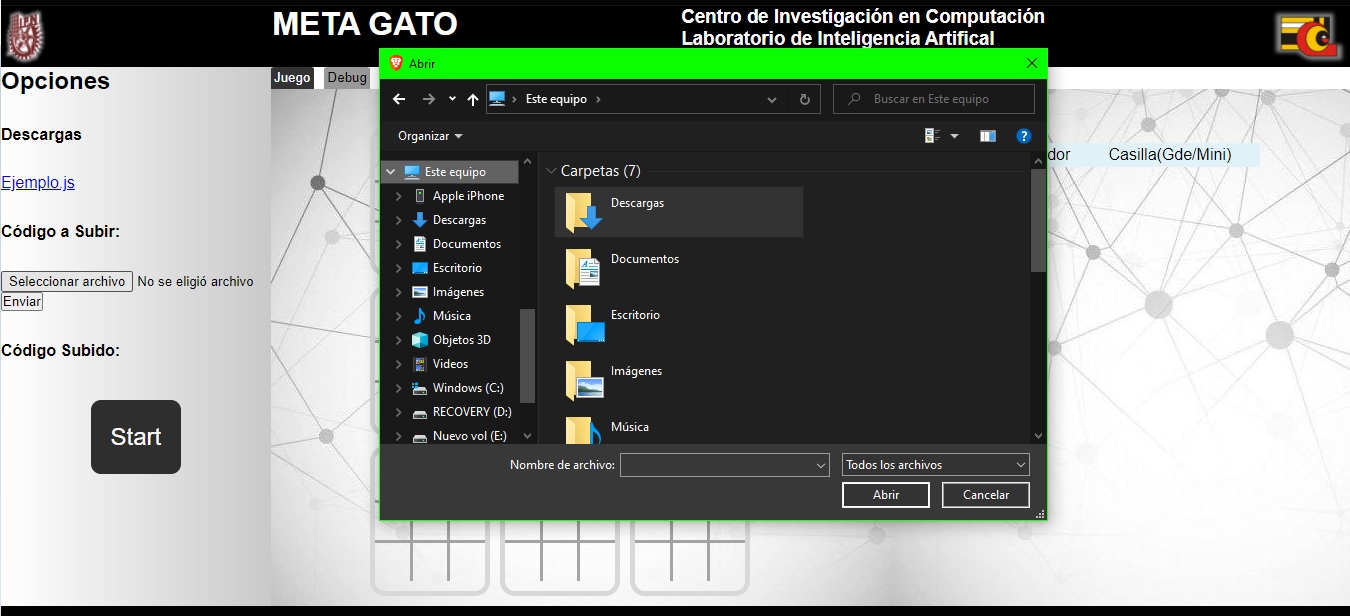 META GATO
Centro de Investigación en Computación
Laboratorio de Inteligencia Artifical
Opciones
Descargas
Ejemplo js
Código a Subir:
Seleccionar archivo No se eligió archivo
Enviar
Código Subido:
Start
Juego Debug
dor Casilla(Gde/Mini)
Abrir
Este equipo
Buscar en Este equipo
Organizar
Este equipo
Apple iPhone
Descargas
Documentos
Escritorio
Imágenes
Música
Objetos 3D
Videos
Windows (C:)
RECOVERY (D:)
Nuevo vol (E:)
Carpetas (7)
Descargas
Documentos
Escritorio
Imágenes
Música
Nombre de archivo:
Todos los archivos
Abrir Cancelar